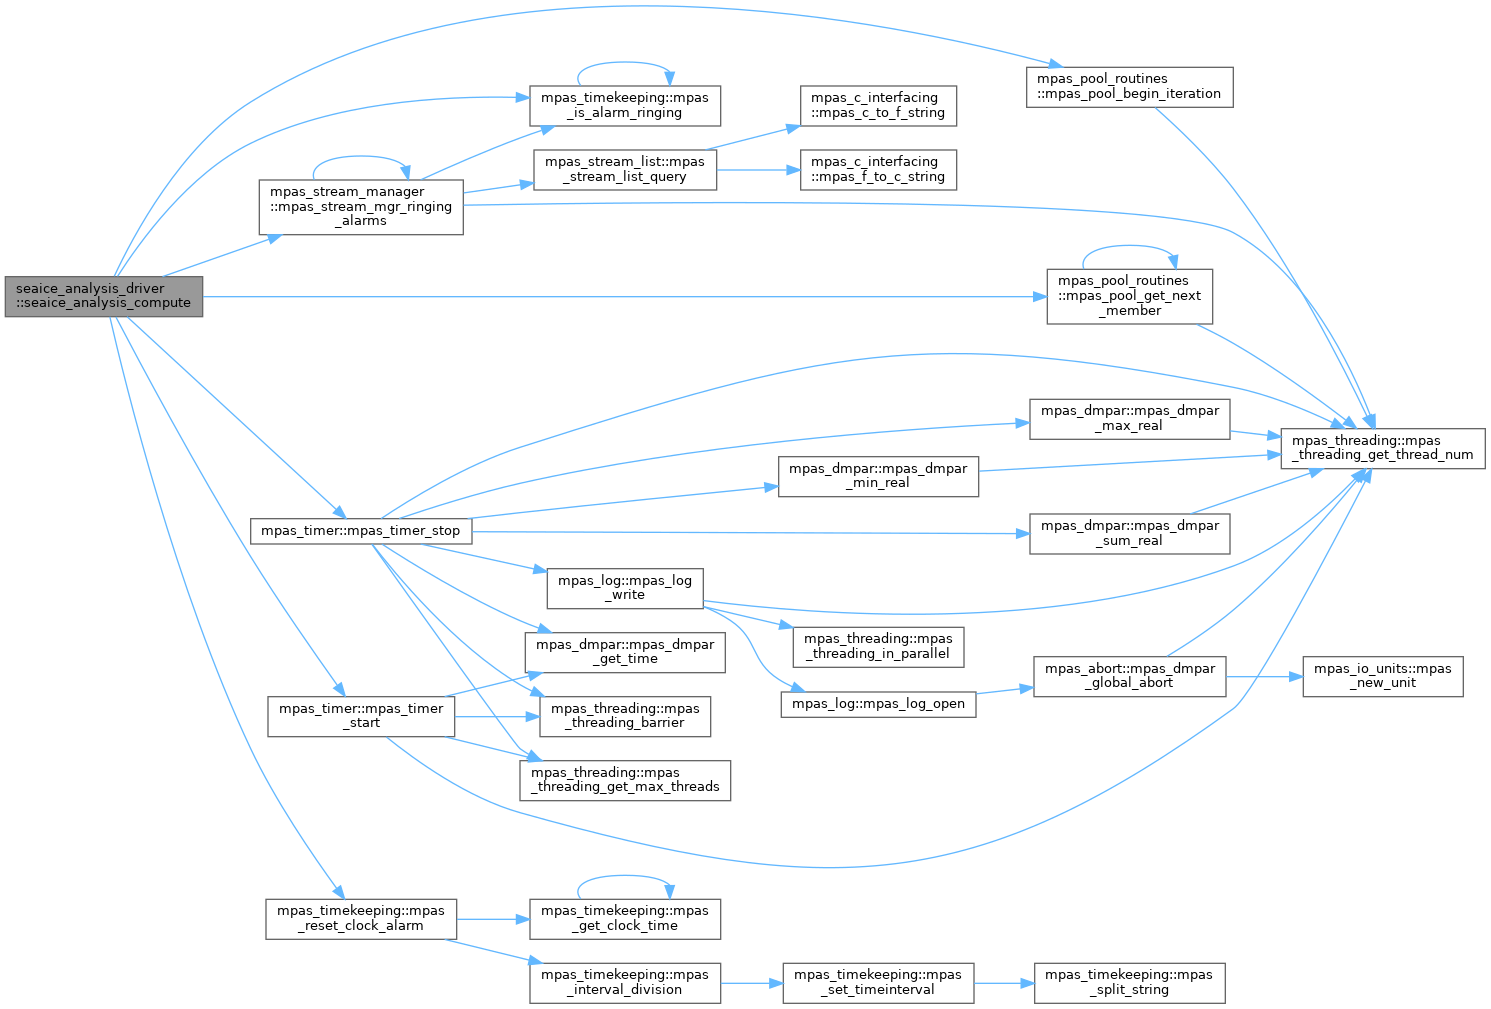 mpas_pool_routines
::mpas_pool_begin_iteration
mpas_timekeeping::mpas
_is_alarm_ringing
mpas_c_interfacing
::mpas_c_to_f_string
mpas_stream_list::mpas
_stream_list_query
mpas_c_interfacing
::mpas_f_to_c_string
mpas_stream_manager
::mpas_stream_mgr_ringing
_alarms
seaice_analysis_driver
::seaice_analysis_compute
mpas_pool_routines
::mpas_pool_get_next
_member
mpas_dmpar::mpas_dmpar
_max_real
mpas_threading::mpas
_threading_get_thread_num
mpas_dmpar::mpas_dmpar
_min_real
mpas_timer::mpas_timer_stop
mpas_dmpar::mpas_dmpar
_sum_real
mpas_log::mpas_log
_write
mpas_threading::mpas
_threading_in_parallel
mpas_dmpar::mpas_dmpar
_get_time
mpas_abort::mpas_dmpar
_global_abort
mpas_io_units::mpas
_new_unit
mpas_log::mpas_log_open
mpas_timer::mpas_timer
_start
mpas_threading::mpas
_threading_barrier
mpas_threading::mpas
_threading_get_max_threads
mpas_timekeeping::mpas
_reset_clock_alarm
mpas_timekeeping::mpas
_get_clock_time
mpas_timekeeping::mpas
_interval_division
mpas_timekeeping::mpas
_set_timeinterval
mpas_timekeeping::mpas
_split_string